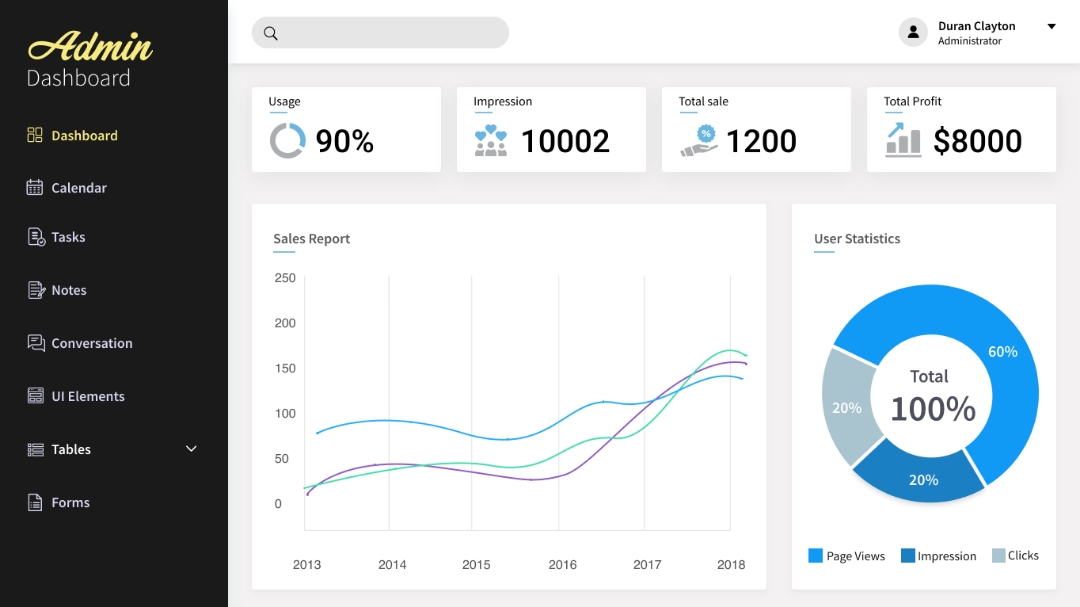 Admin
Dashboard
Dashboard
Calendar
Tasks
Notes
Conversation
UI Elements
Tables
Forms
Duran Clayton
Administrator
Usage
90%
Impression
10002
Total sale
%
1200
Total Profit
$8000
Sales Report
250
200
150
100
50
0
2013 2014 2015 2016 2017 2018
User Statistics
60%
20%
20%
Total
100%
Page Views Impression Clicks